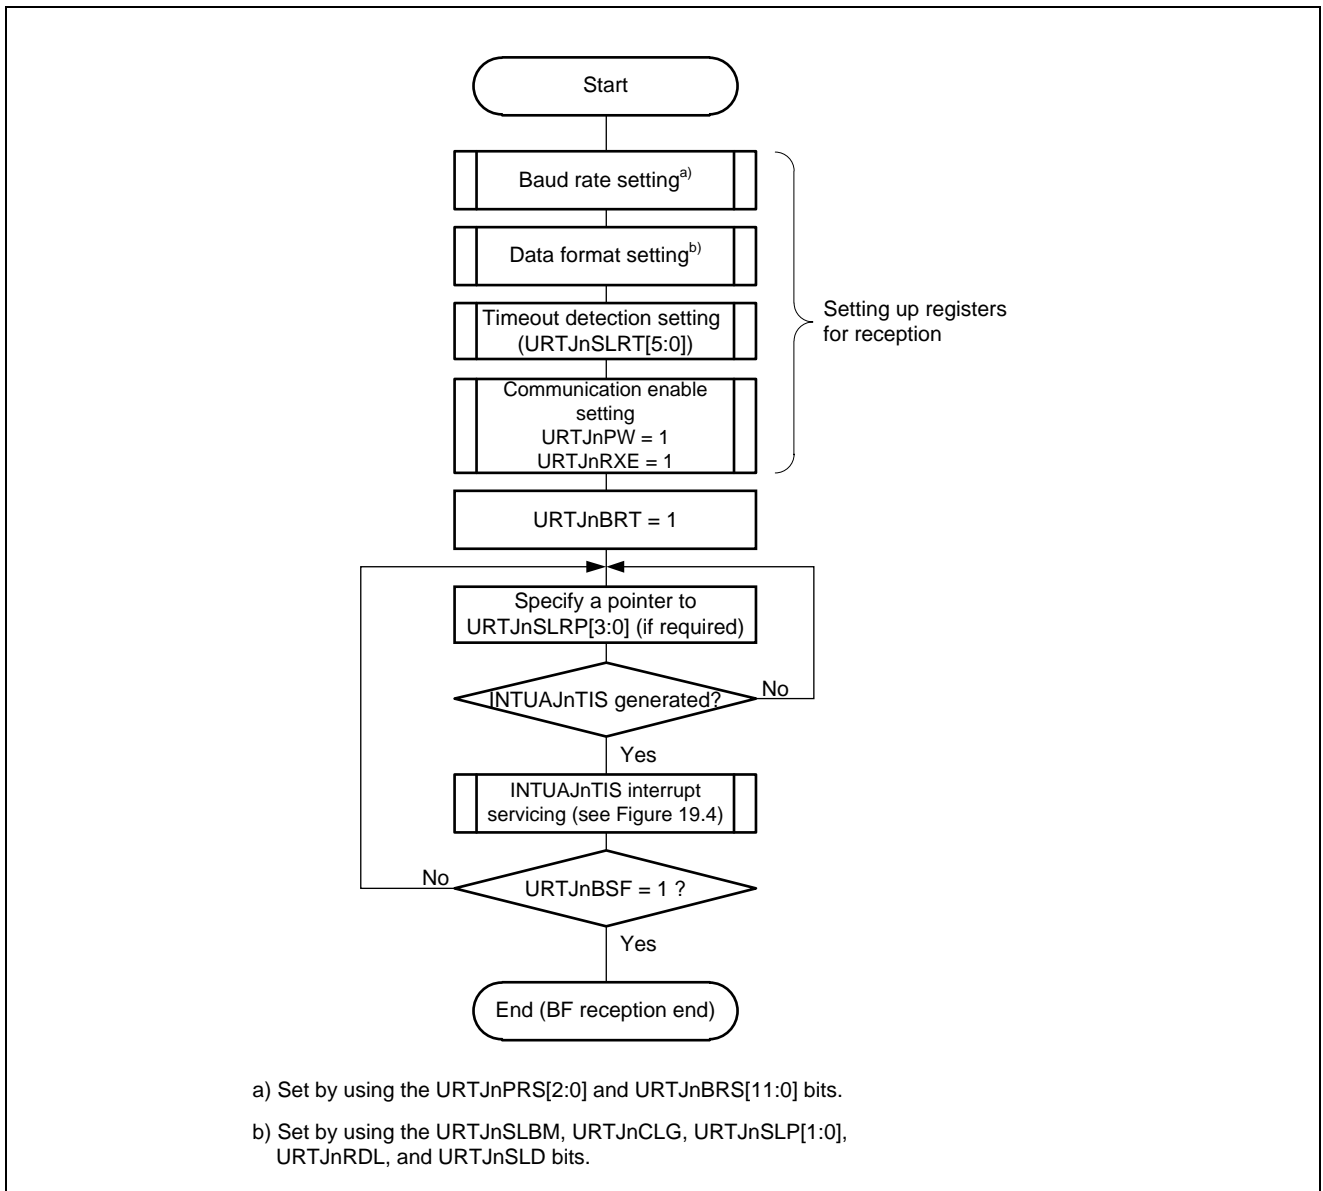 Start
Baud rate setting a)
Data format setting b)
Timeout detection setting
(URTJnSLRT[5:0])
Communication enable
setting
URTJnPW = 1
URTJnRXE = 1
Setting up registers
for reception
URTJnBRT = 1
Specify a pointer to
URTJnSLRP[3:0] (if required)
INTUAJnTIS generated?
No
Yes
INTUAJnTIS interrupt
servicing (see Figure 19.4)
No
URTJnBSF = 1 ?
Yes
End (BF reception end)
a) Set by using the URTJnPRS[2:0] and URTJnBRS[11:0] bits.
b) Set by using the URTJnSLBM, URTJnCLG, URTJnSLP[1:0],
URTJnRDL, and URTJnSLD bits.